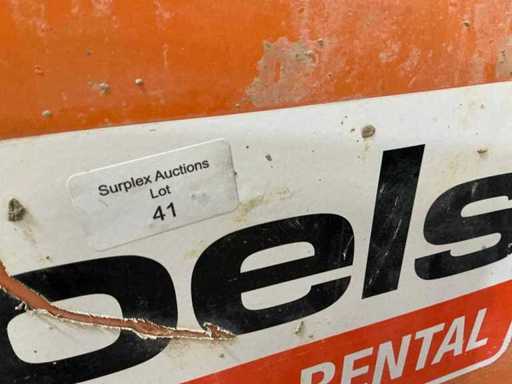 Surplex Auctions
Lot
41
oels
RENTAL